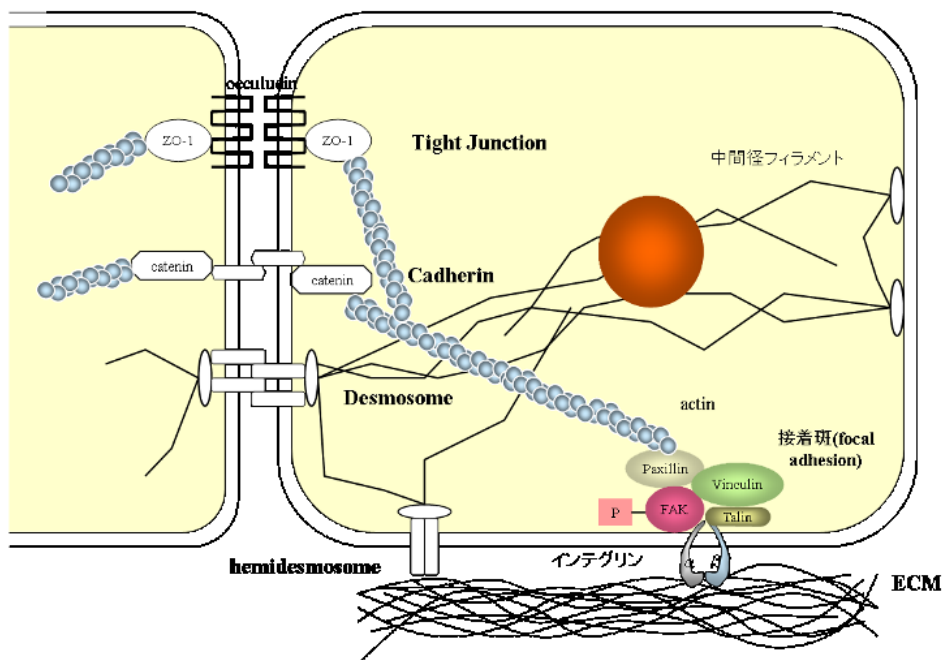 occuludin
ZO-1
ZO-1
Tight Junction
中間径フィラメント
catenin
catenin
Cadherin
Desmosome
actin
接着斑(focal
adhesion)
Paxillin
Vinculin
P
FAK
Talin
hemidesmosome
インテグリン
α
β
ECM